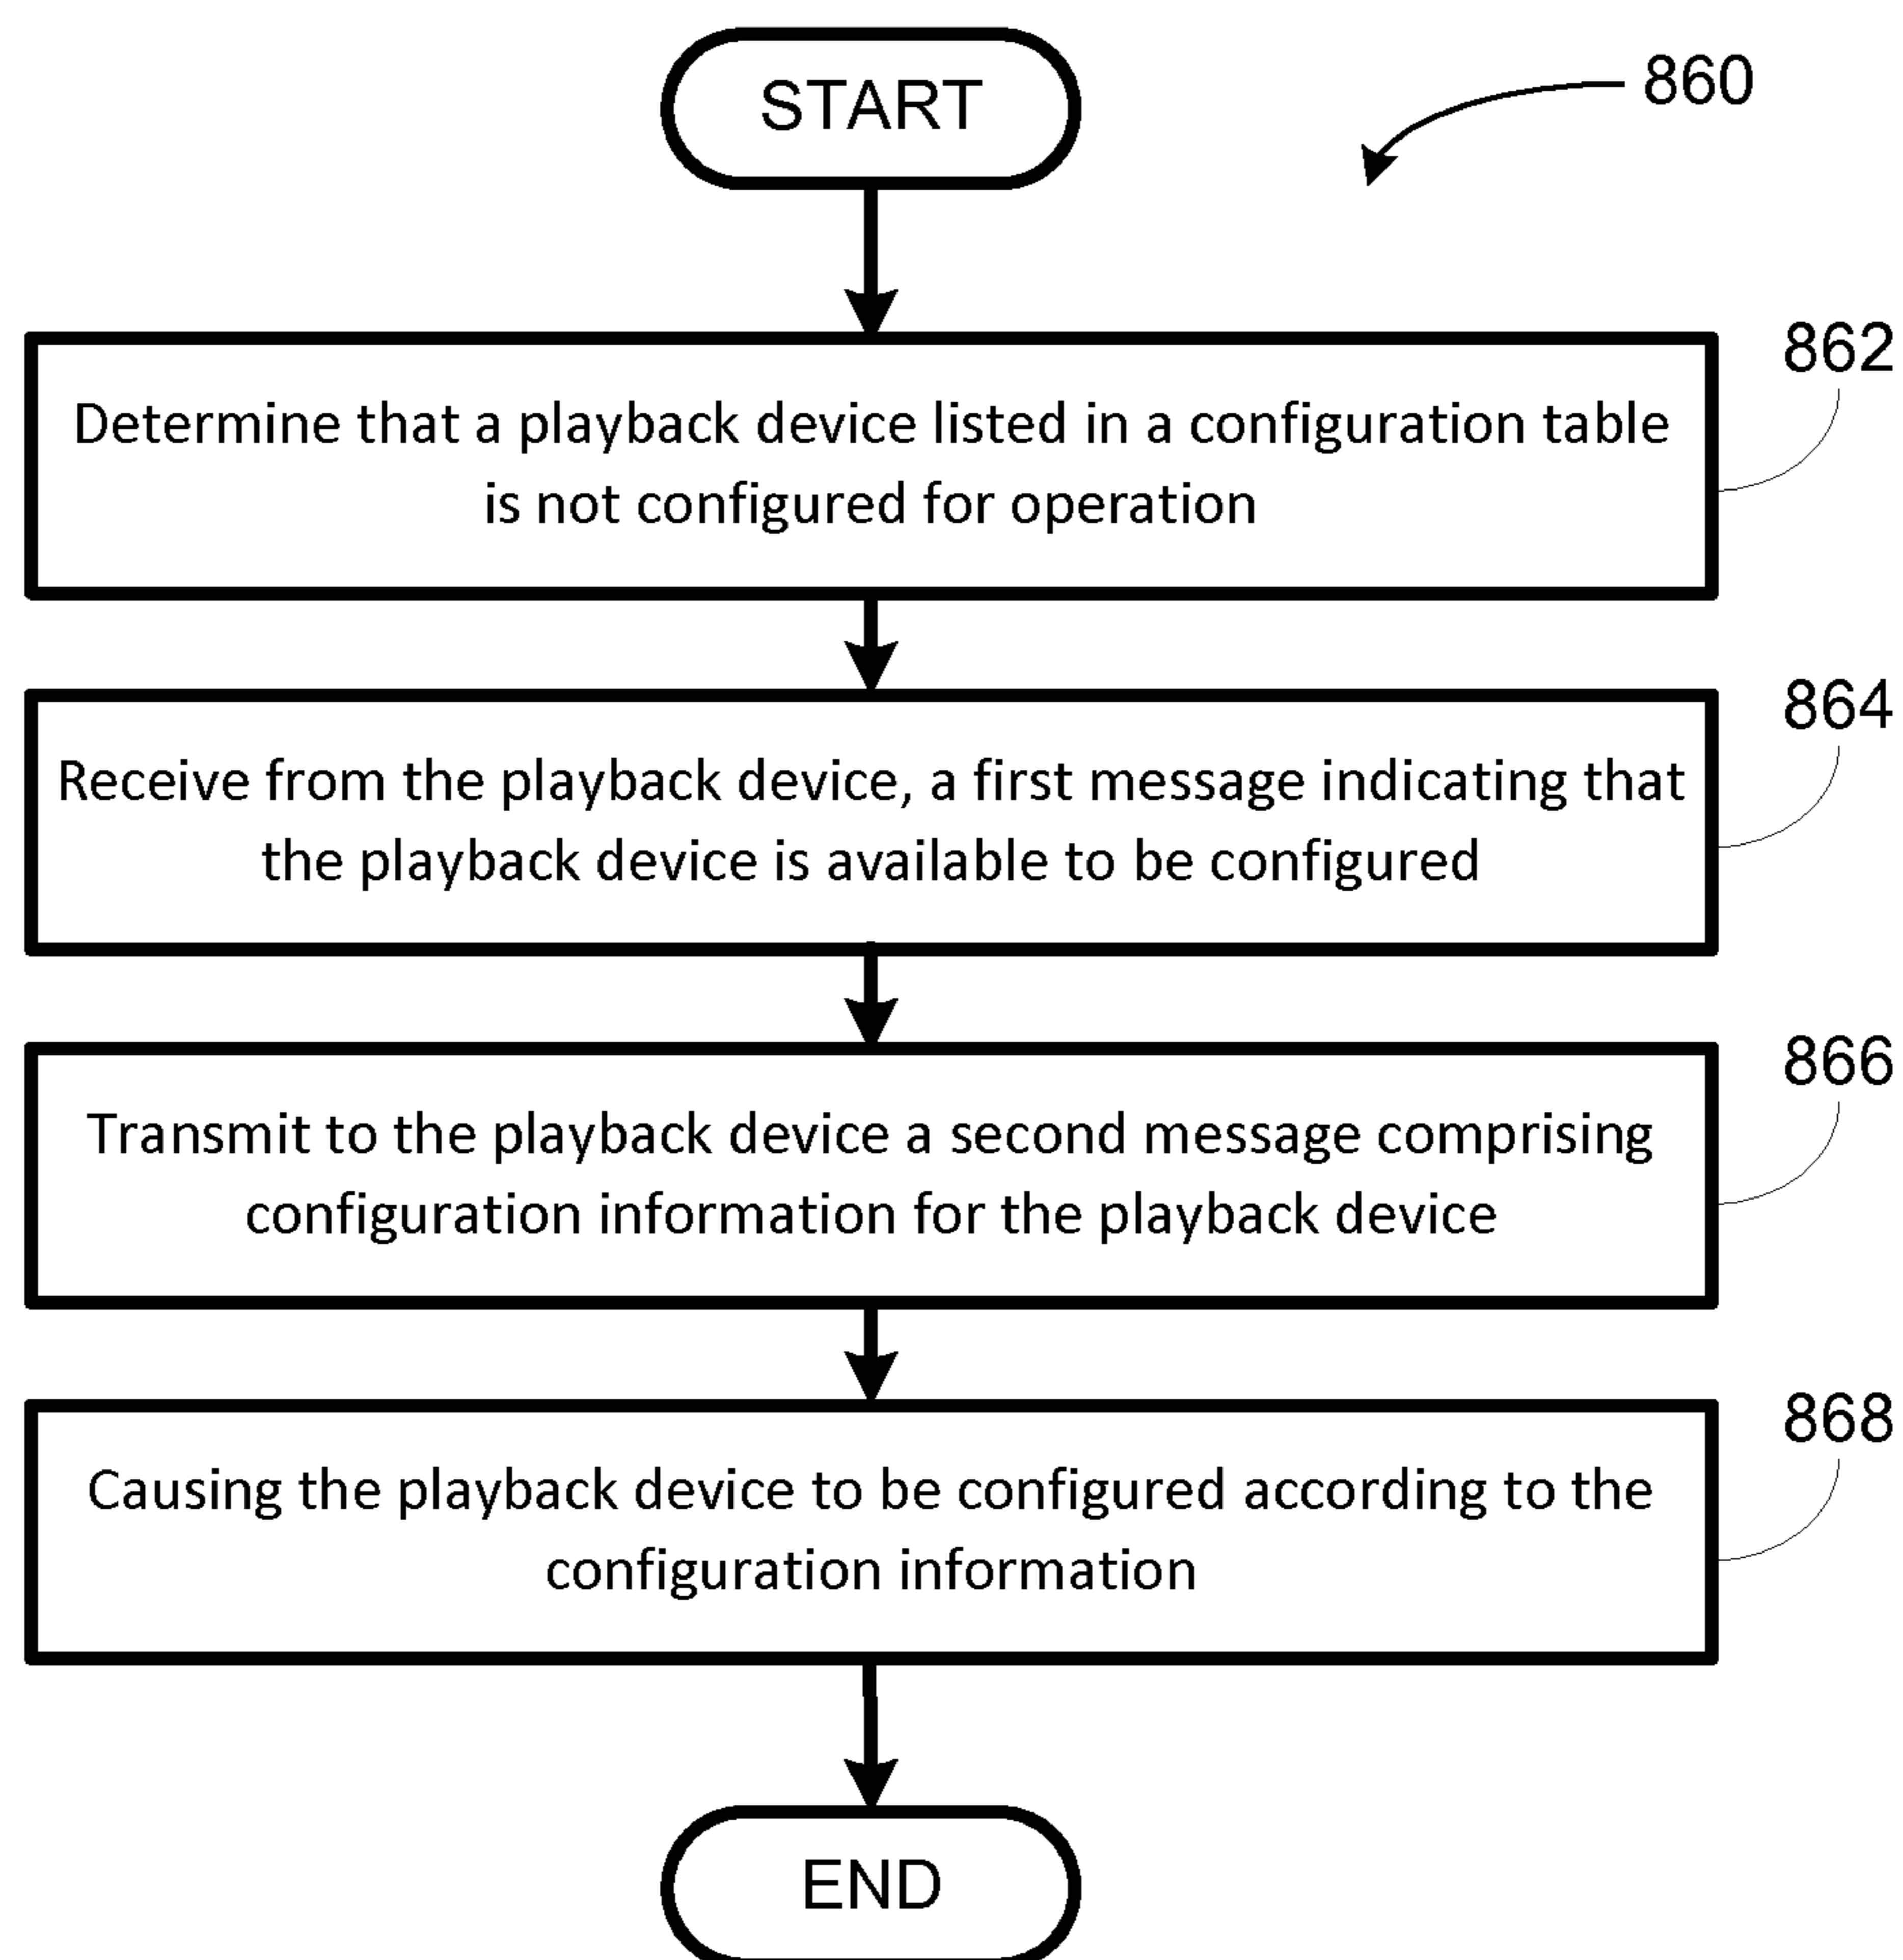 START
860
862
Determine that a playback device listed in a configuration table
is not configured for operation
864
Receive from the playback device, a first message indicating that
the playback device is available to be configured
866
Transmit to the playback device a second message comprising
configuration information for the playback device
868
Causing the playback device to be configured according to the
configuration information
END